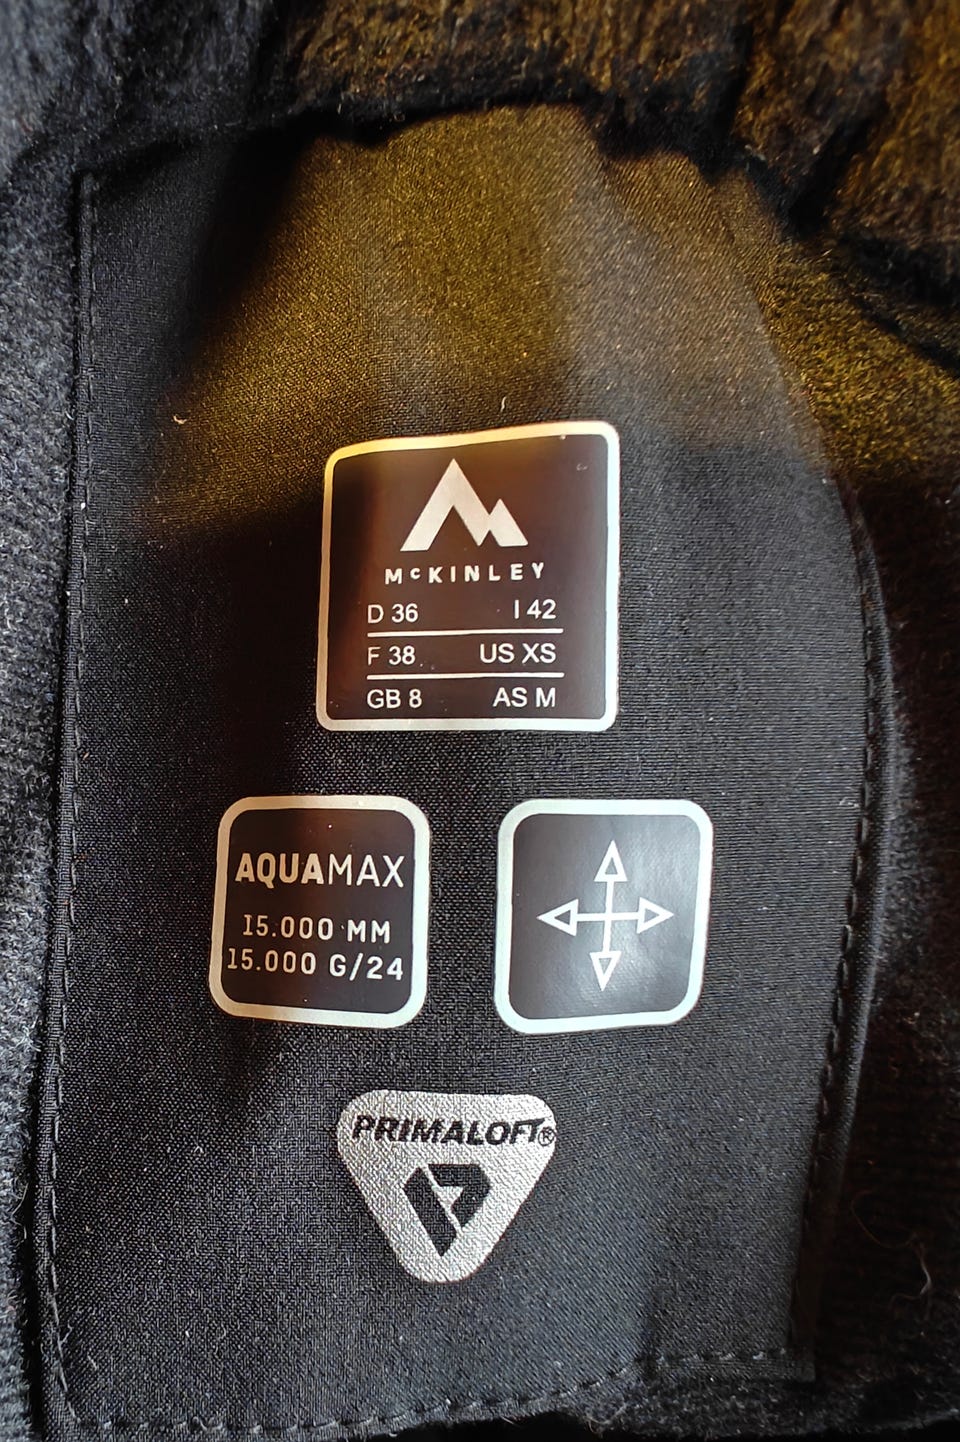 McKINLEY
D 36 I 42
F 38 US XS
GB 8 AS M
AQUAMAX
15.000 MM
15.000 G/24
PRIMALOFT®